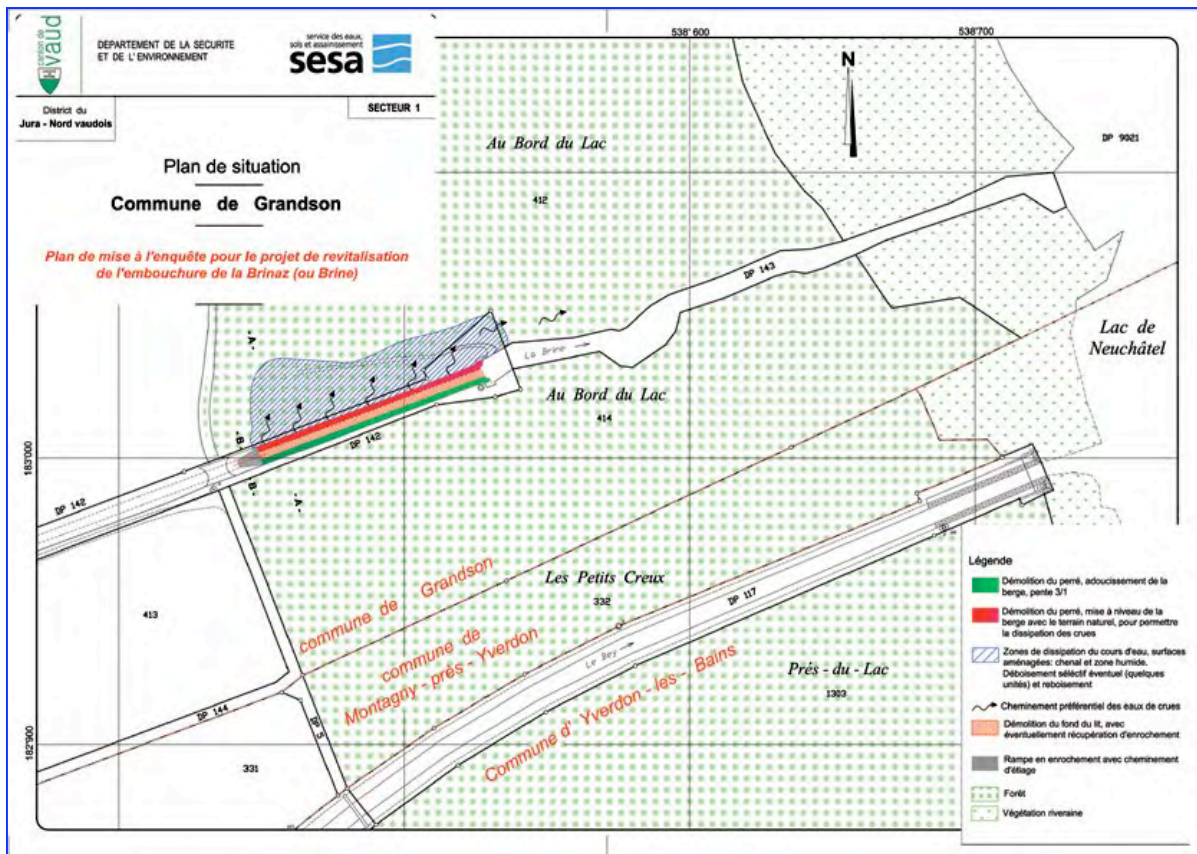 canton de
vaud
DEPARTEMENT DE LA SECURITE
ET DE L' ENVIRONNEMENT
service des eaux,
sols et assainissement
sesa
District du
Jura - Nord vaudois
SECTEUR 1
Plan de situation
Commune de Grandson
Plan de mise à l'enquête pour le projet de revitalisation
de l'embouchure de la Brinaz (ou Brine)
538' 600
538'700
N
DP 9021
Au Bord du Lac
412
DP 143
La Brine
Lac de
Neuchâtel
-A-
-B-
DP 142
Au Bord du Lac
414
183'000
DP 142
-B-
-A-
413
commune de Grandson
commune de
Montagny - près - Yverdon
Les Petits Creux
332
DP 117
Le Bey
Commune d' Yverdon - les - Bains
Prés - du - Lac
1303
DP 144
DP 5
331
182'900
Légende
Démolition du perré, adoucissement de la
berge, pente 3/1
Démolition du perré, mise à niveau de la
berge avec le terrain naturel, pour permettre
la dissipation des crues
Zones de dissipation du cours d'eau, surfaces
aménagées: chenal et zone humide.
Déboisement séléctif éventuel (quelques
unités) et reboisement
Cheminement préférentiel des eaux de crues
Démolition du fond du lit, avec
éventuellement récupération d'enrochement
Rampe en enrochement avec cheminement
d'étiage
Forêt
Végétation riveraine